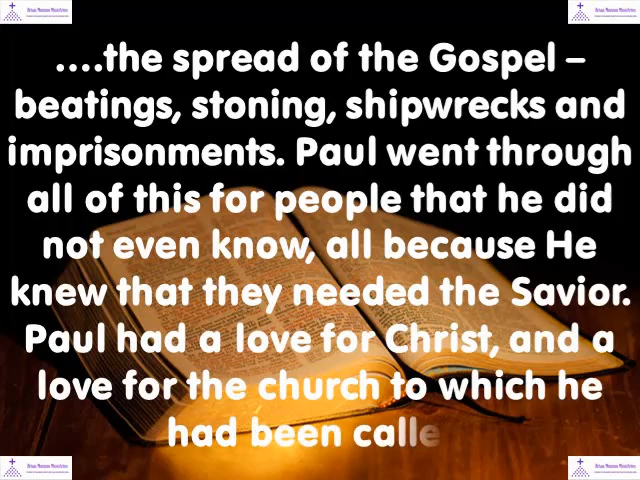 ....the spread of the Gospel –
beatings, stoning, shipwrecks and
imprisonments. Paul went through
all of this for people that he did
not even know, all because He
knew that they needed the Savior.
Paul had a love for Christ, and a
love for the church to which he
had been calle